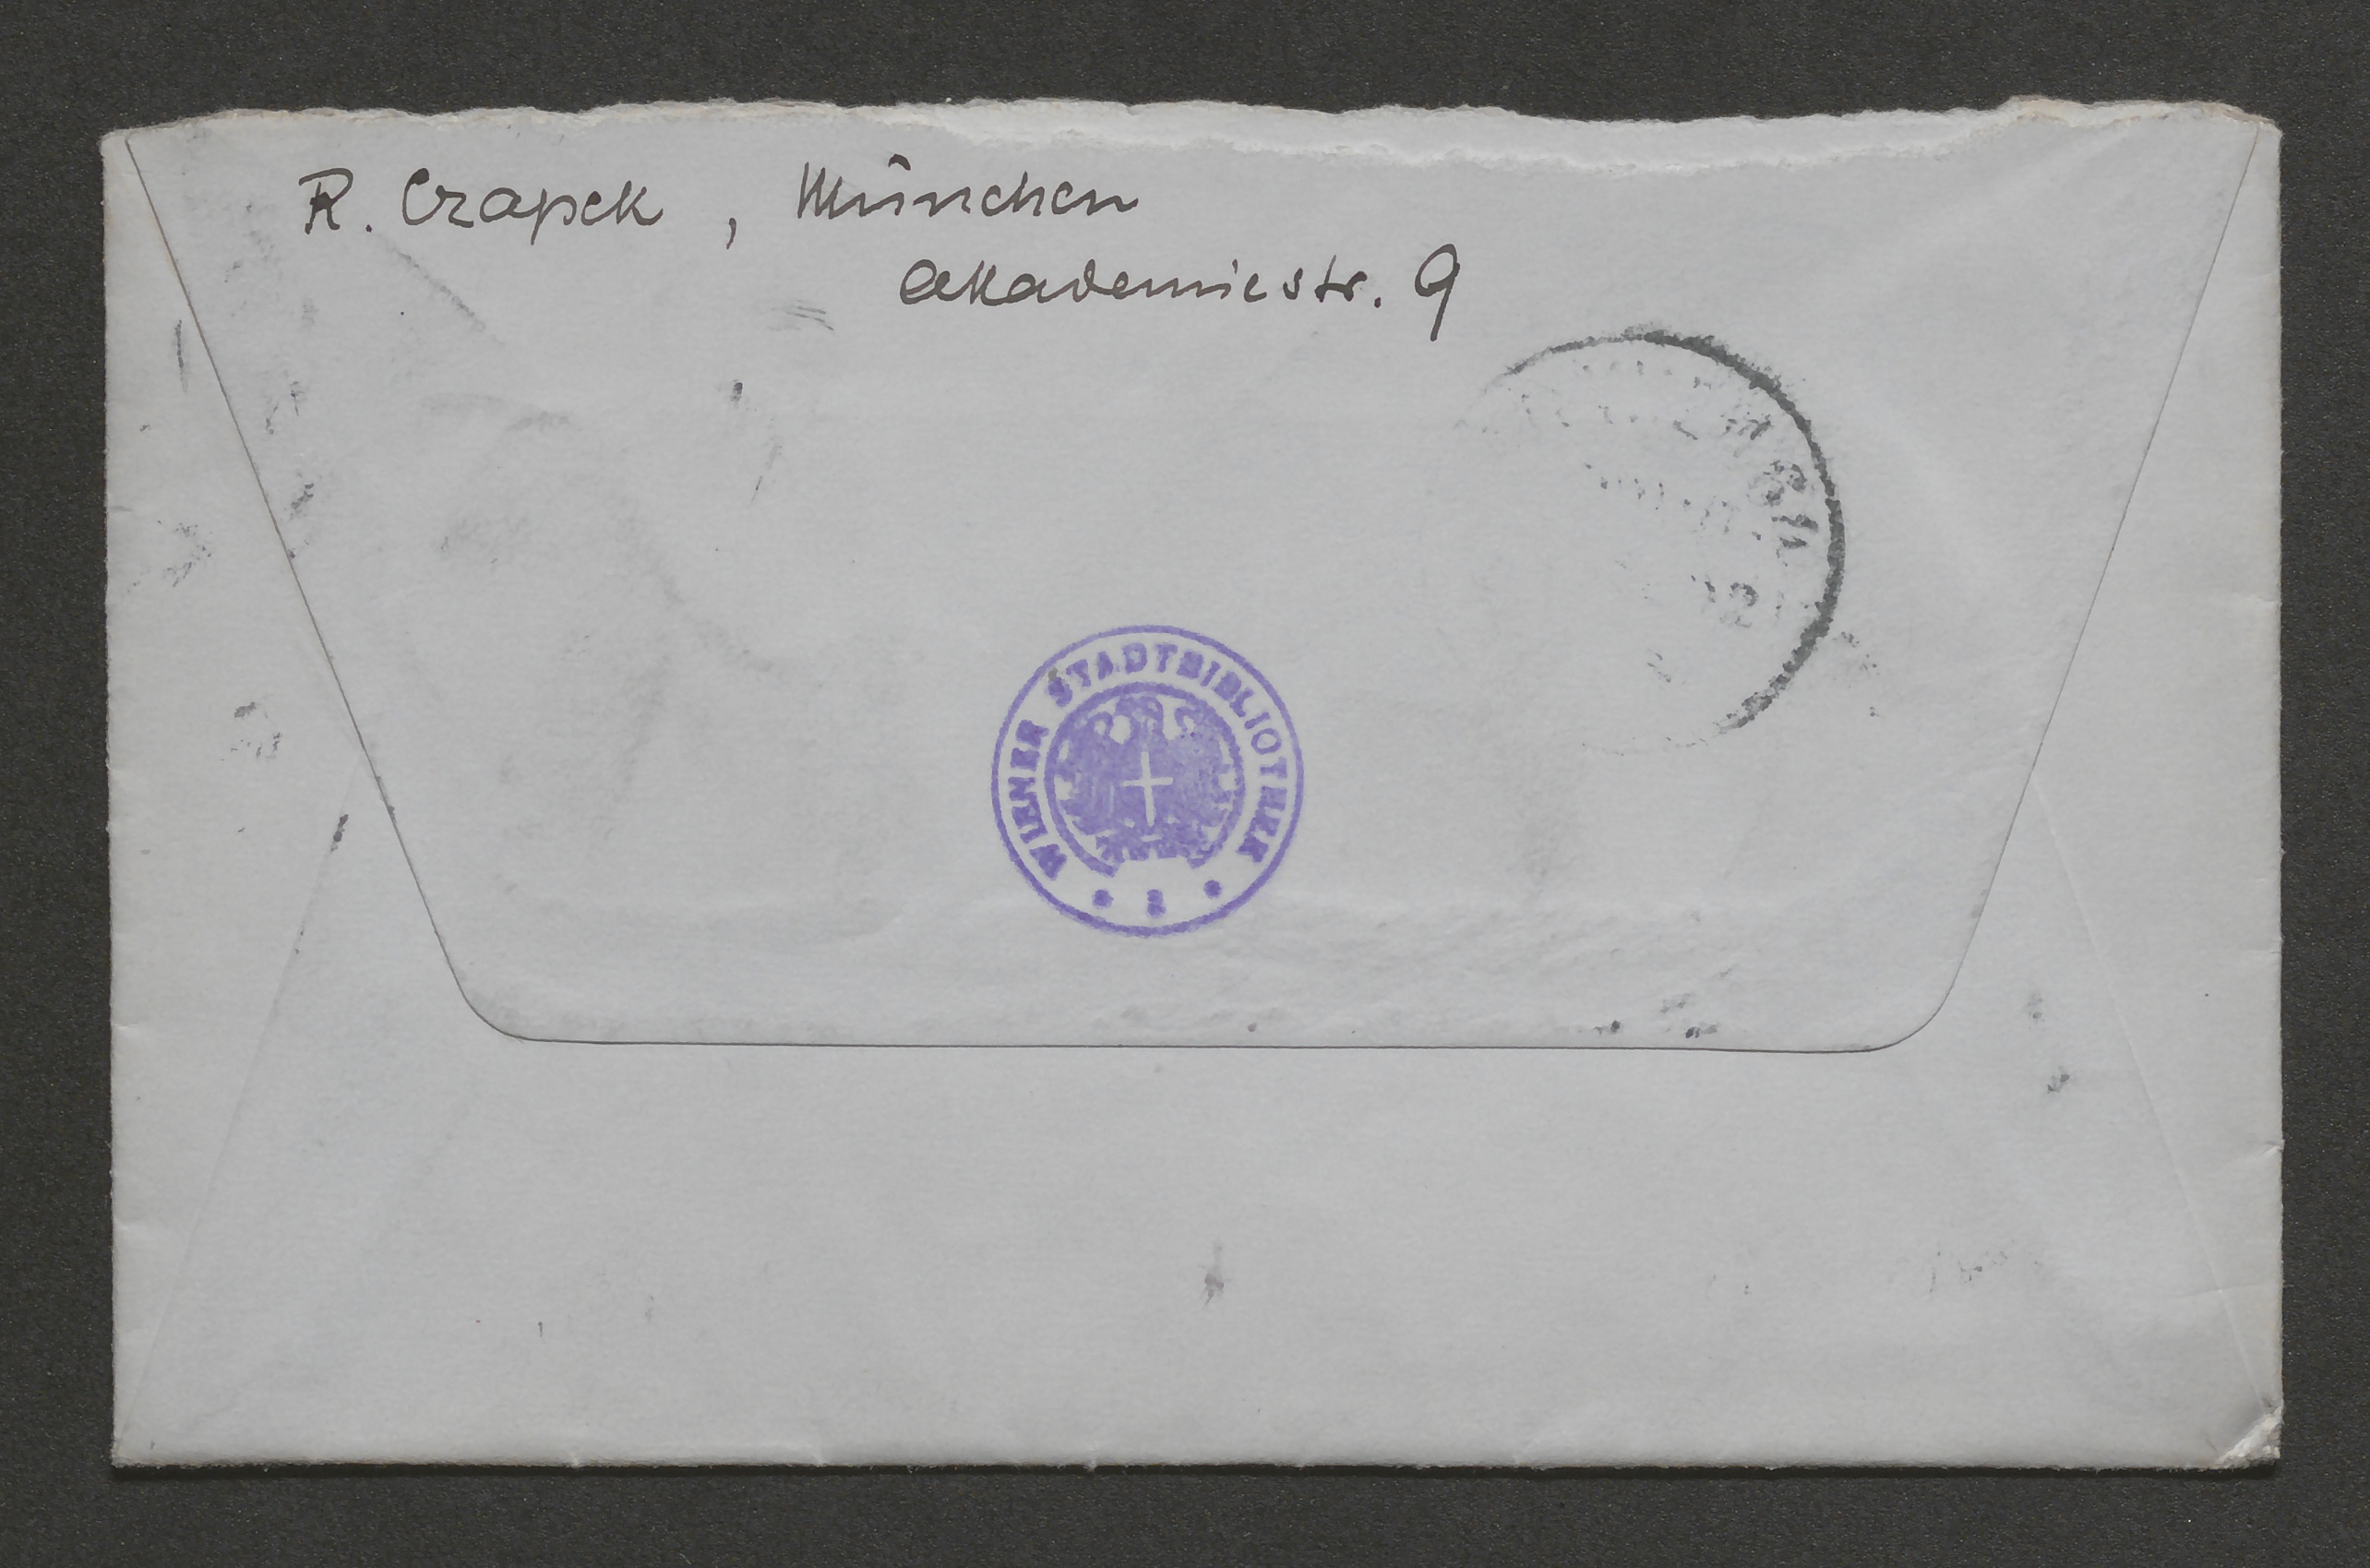 R. Czapek, München
Akademiestr. 9
WIENER STADTBIBLIOTHEK